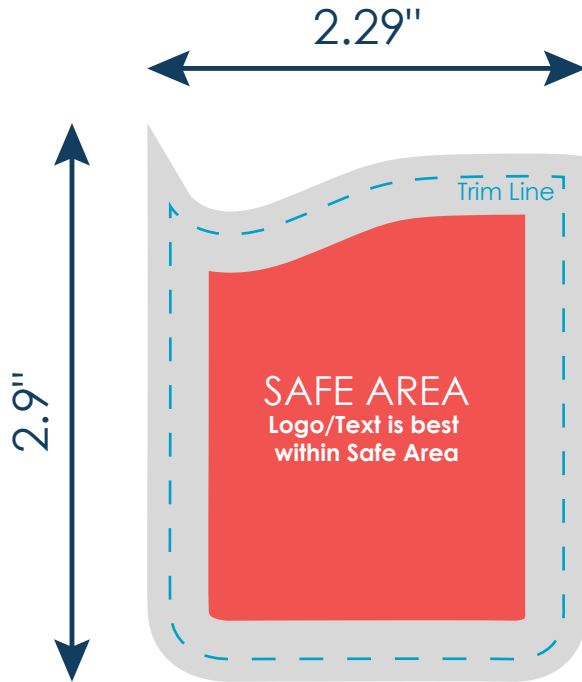 2.29"
Trim Line
2.9"
SAFE AREA
Logo/Text is best
within Safe Area